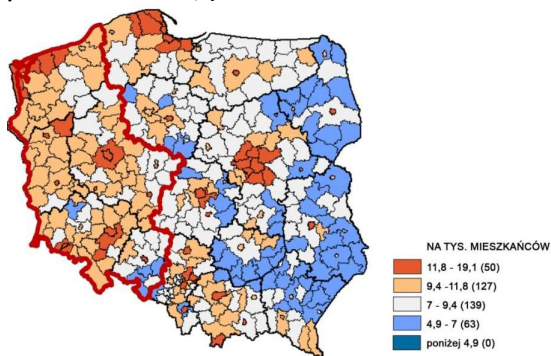 NA TYS. MIESZKAŃCÓW
11,8 - 19,1 (50)
9,4 -11,8 (127)
7 - 9,4 (139)
4,9 - 7 (63)
poniżej 4,9 (0)